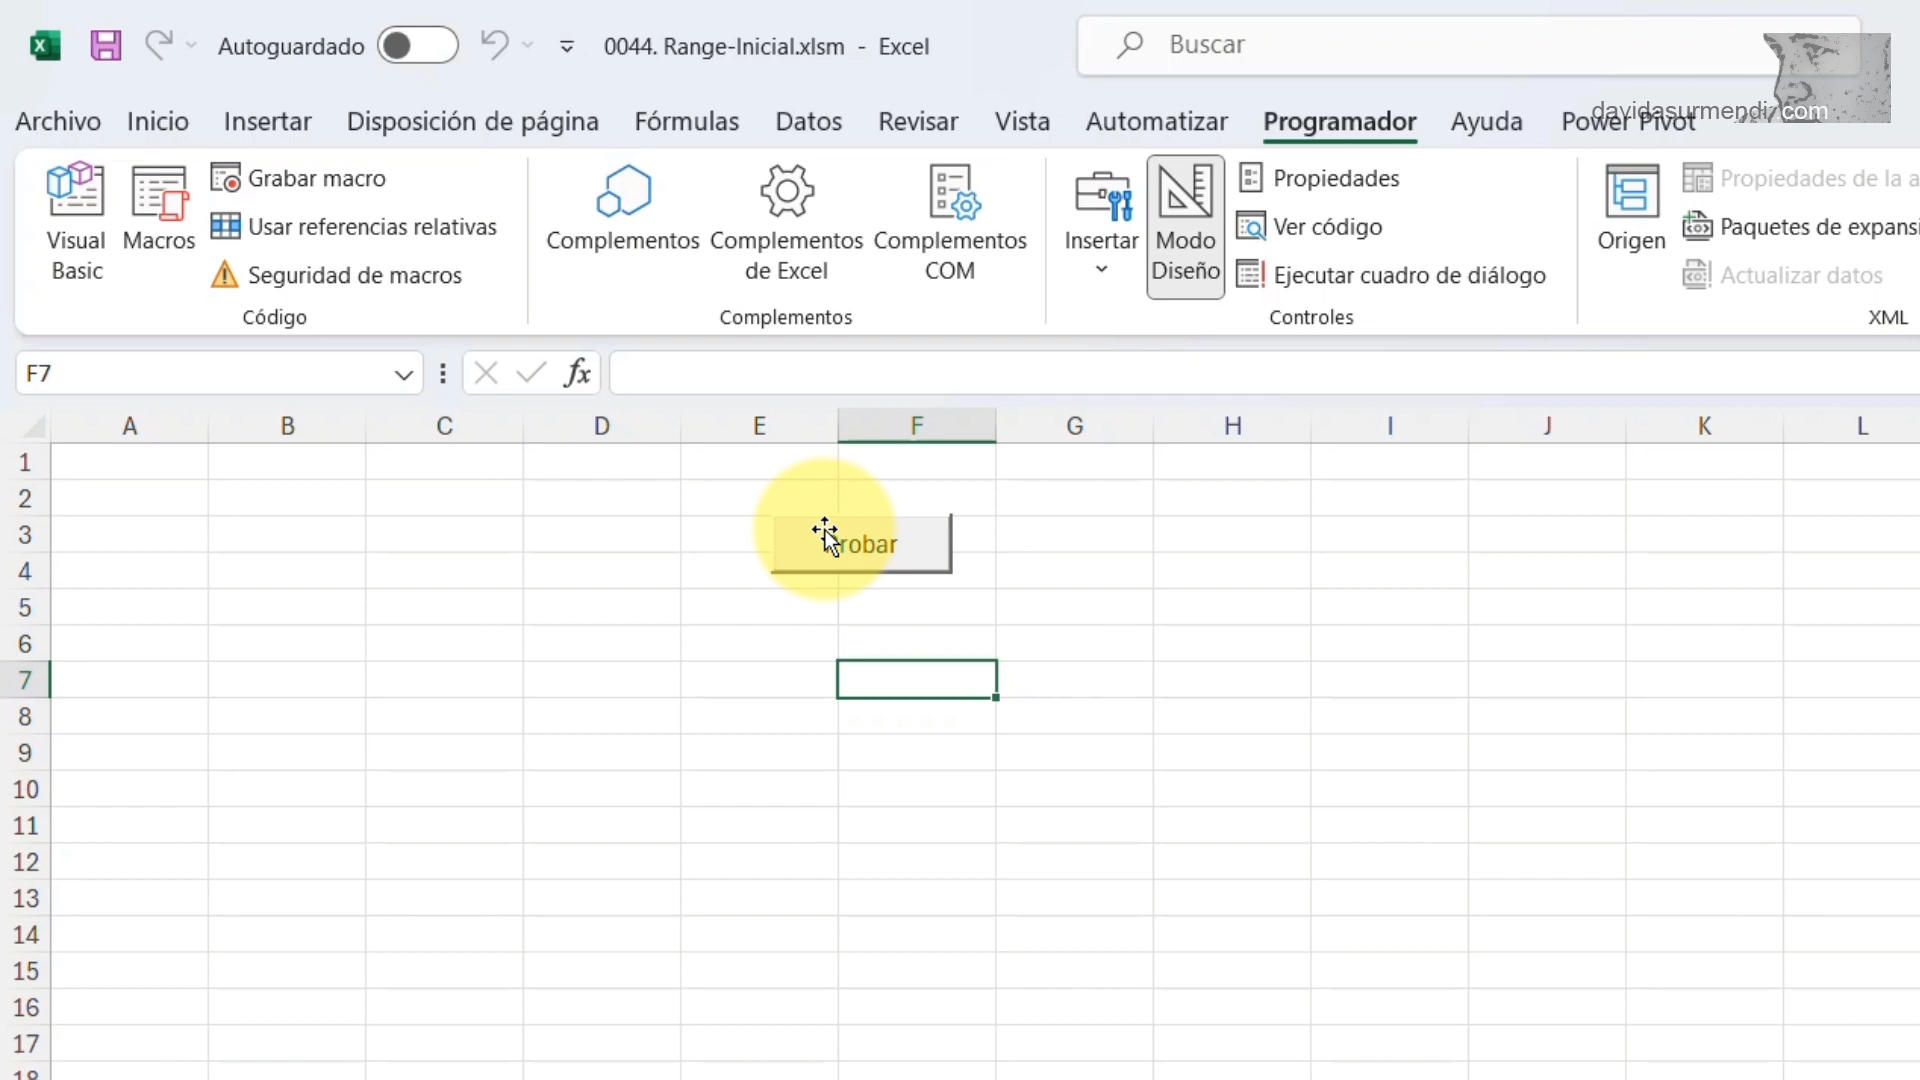 Autoguardado
0044. Range-Inicial.xlsm - Excel
Buscar
davidasurmendi.com
Archivo Inicio Insertar Disposición de página Fórmulas Datos Revisar Vista Automatizar Programador Ayuda Power Pivot
Visual Basic
Macros
Grabar macro
Usar referencias relativas
Seguridad de macros
Código
Complementos
Complementos de Excel
Complementos COM
Complementos
Insertar
Modo Diseño
Propiedades
Ver código
Ejecutar cuadro de diálogo
Controles
Origen
Propiedades de la a
Paquetes de expansi
Actualizar datos
XML
F7
fx
A B C D E F G H I J K L
1
2
3
robar
4
5
6
7
8
9
10
11
12
13
14
15
16
17
18